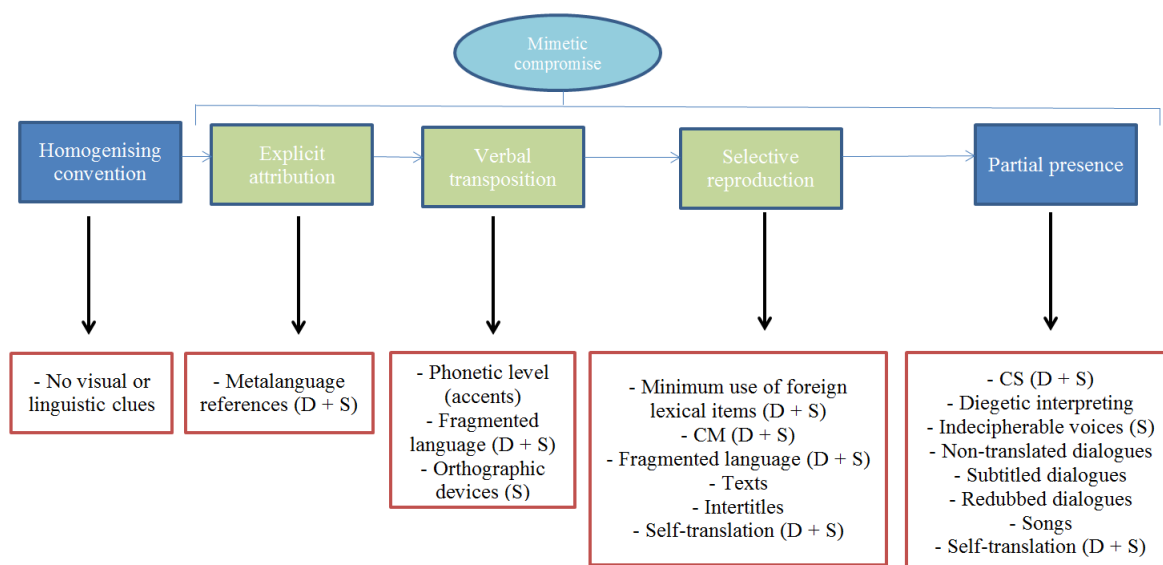 Mimetic
compromise
Homogenising
convention
Explicit
attribution
Verbal
transposition
Selective
reproduction
Partial presence
- No visual or
linguistic clues
- Metalanguage
references (D + S)
- Phonetic level
(accents)
- Fragmented
language (D + S)
- Orthographic
devices (S)
- Minimum use of foreign
lexical items (D + S)
- CM (D + S)
- Fragmented language (D + S)
- Texts
- Intertitles
- Self-translation (D + S)
- CS (D + S)
- Diegetic interpreting
- Indecipherable voices (S)
- Non-translated dialogues
- Subtitled dialogues
- Redubbed dialogues
- Songs
- Self-translation (D + S)